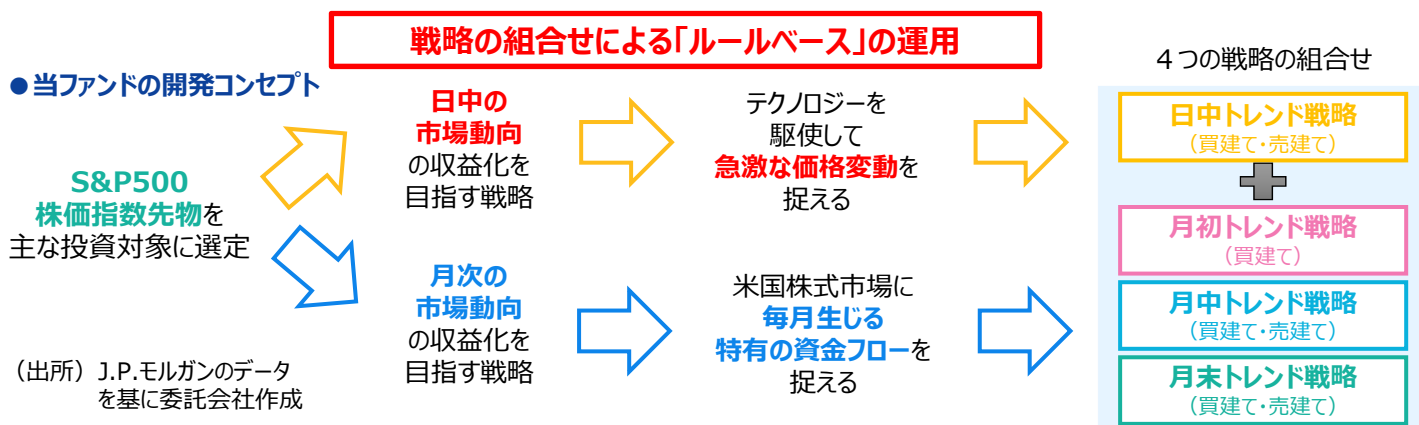 戦略の組合せによる「ルールベース」の運用
●当ファンドの開発コンセプト
S&P500
株価指数先物を
主な投資対象に選定
日中の
市場動向
の収益化を
目指す戦略
テクノロジーを
駆使して
急激な価格変動を
捉える
月次の
市場動向
の収益化を
目指す戦略
米国株式市場に
毎月生じる
特有の資金フローを
捉える
4つの戦略の組合せ
日中トレンド戦略
（買建て・売建て）
月初トレンド戦略
（買建て）
月中トレンド戦略
（買建て・売建て）
月末トレンド戦略
（買建て・売建て）
（出所）J.P.モルガンのデータ
を基に委託会社作成